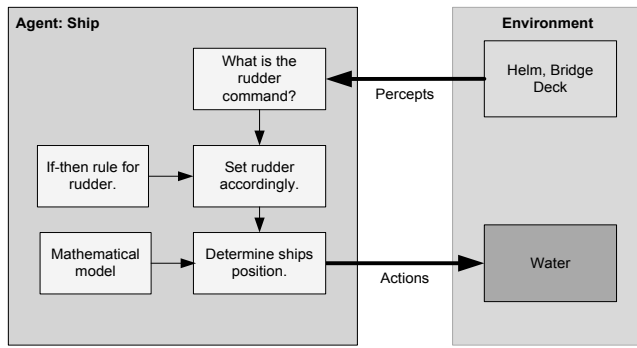 Agent: Ship
Environment
What is the
rudder
command?
Percepts
Helm, Bridge
Deck
If-then rule for
rudder.
Set rudder
accordingly.
Mathematical
model
Determine ships
position.
Actions
Water